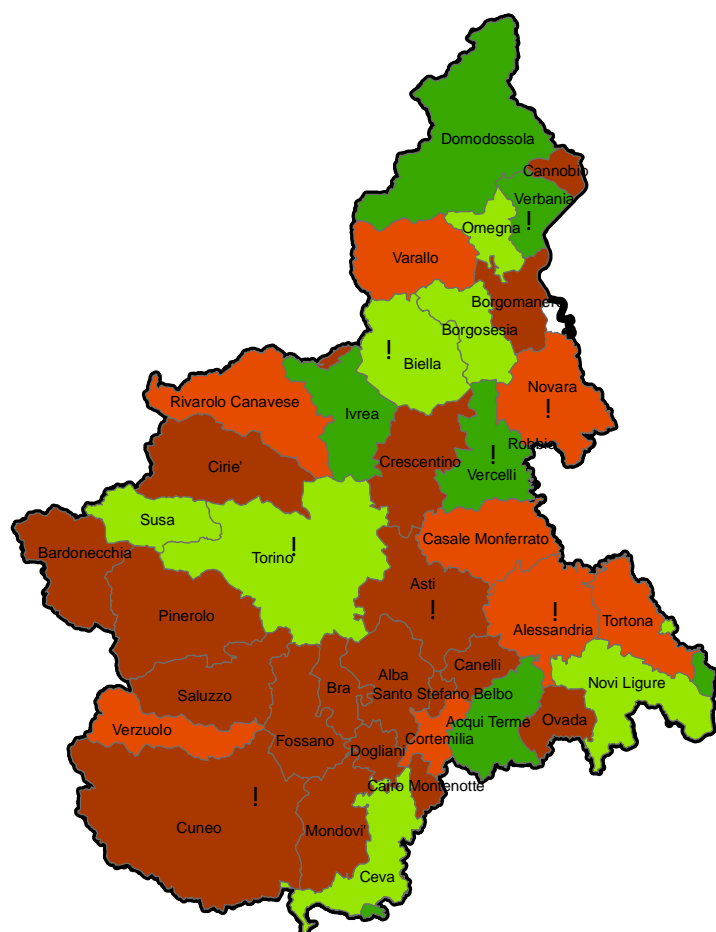 Domodossola
Cannobio
Verbania
!
Omegna
Varallo
Borgomanero
Borgosesia
!
Biella
Novara
!
Rivarolo Canavese
Ivrea
Robbio
Crescentino
!
Vercelli
Cirie'
Susa
Casale Monferrato
Bardonecchia
Torino
!
Asti
!
!
Pinerolo
Tortona
Alessandria
Canelli
Alba
Novi Ligure
Bra
Santo Stefano Belbo
Saluzzo
Acqui Terme
Ovada
Verzuolo
Fossano
Cortemilia
Dogliani
Cairo Montenotte
!
Cuneo
Mondovi'
Ceva